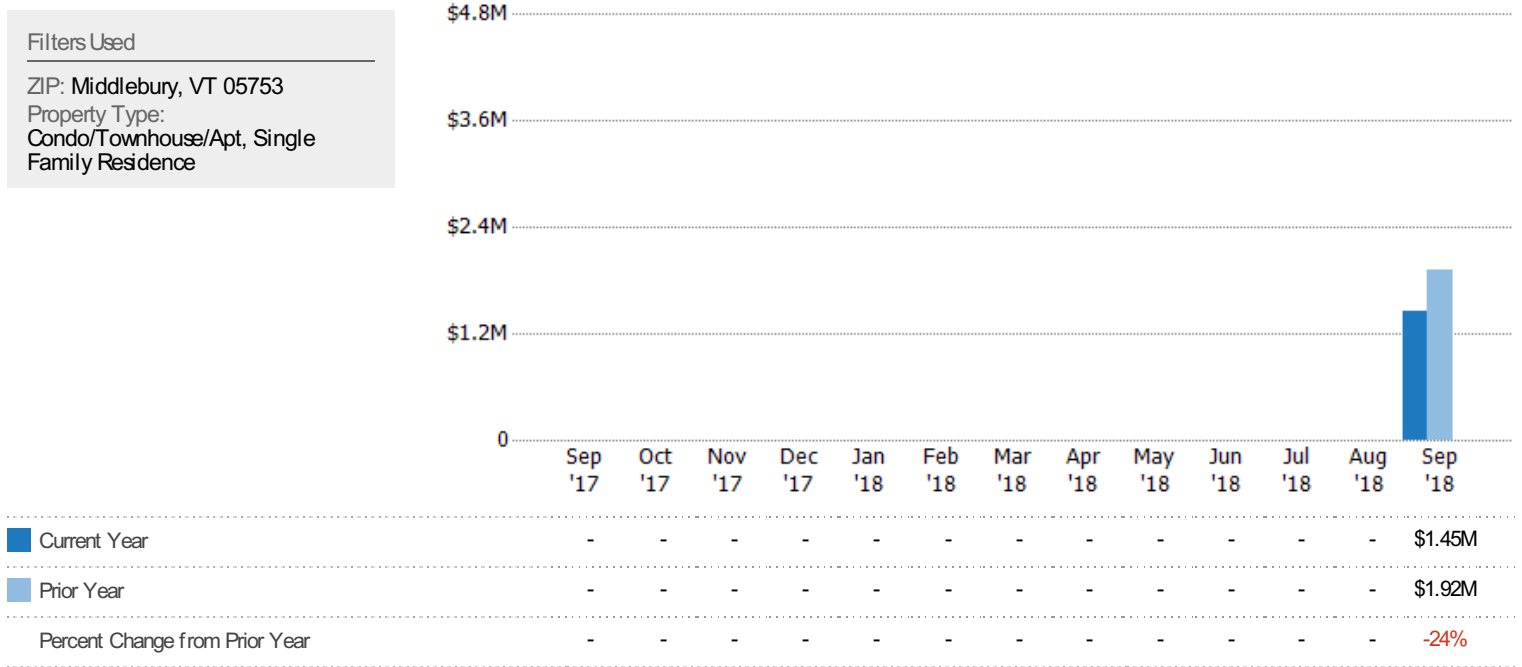 Filters Used
ZIP: Middlebury, VT 05753
Property Type:
Condo/Townhouse/Apt, Single
Family Residence
$4.8M
$3.6M
$2.4M
$1.2M
0
Sep Oct Nov Dec Jan Feb Mar Apr May Jun Jul Aug Sep
'17 '17 '17 '17 '18 '18 '18 '18 '18 '18 '18 '18 '18
Current Year - - - - - - - - - - - - $1.45M
Prior Year - - - - - - - - - - - - $1.92M
Percent Change from Prior Year - - - - - - - - - - - - -24%